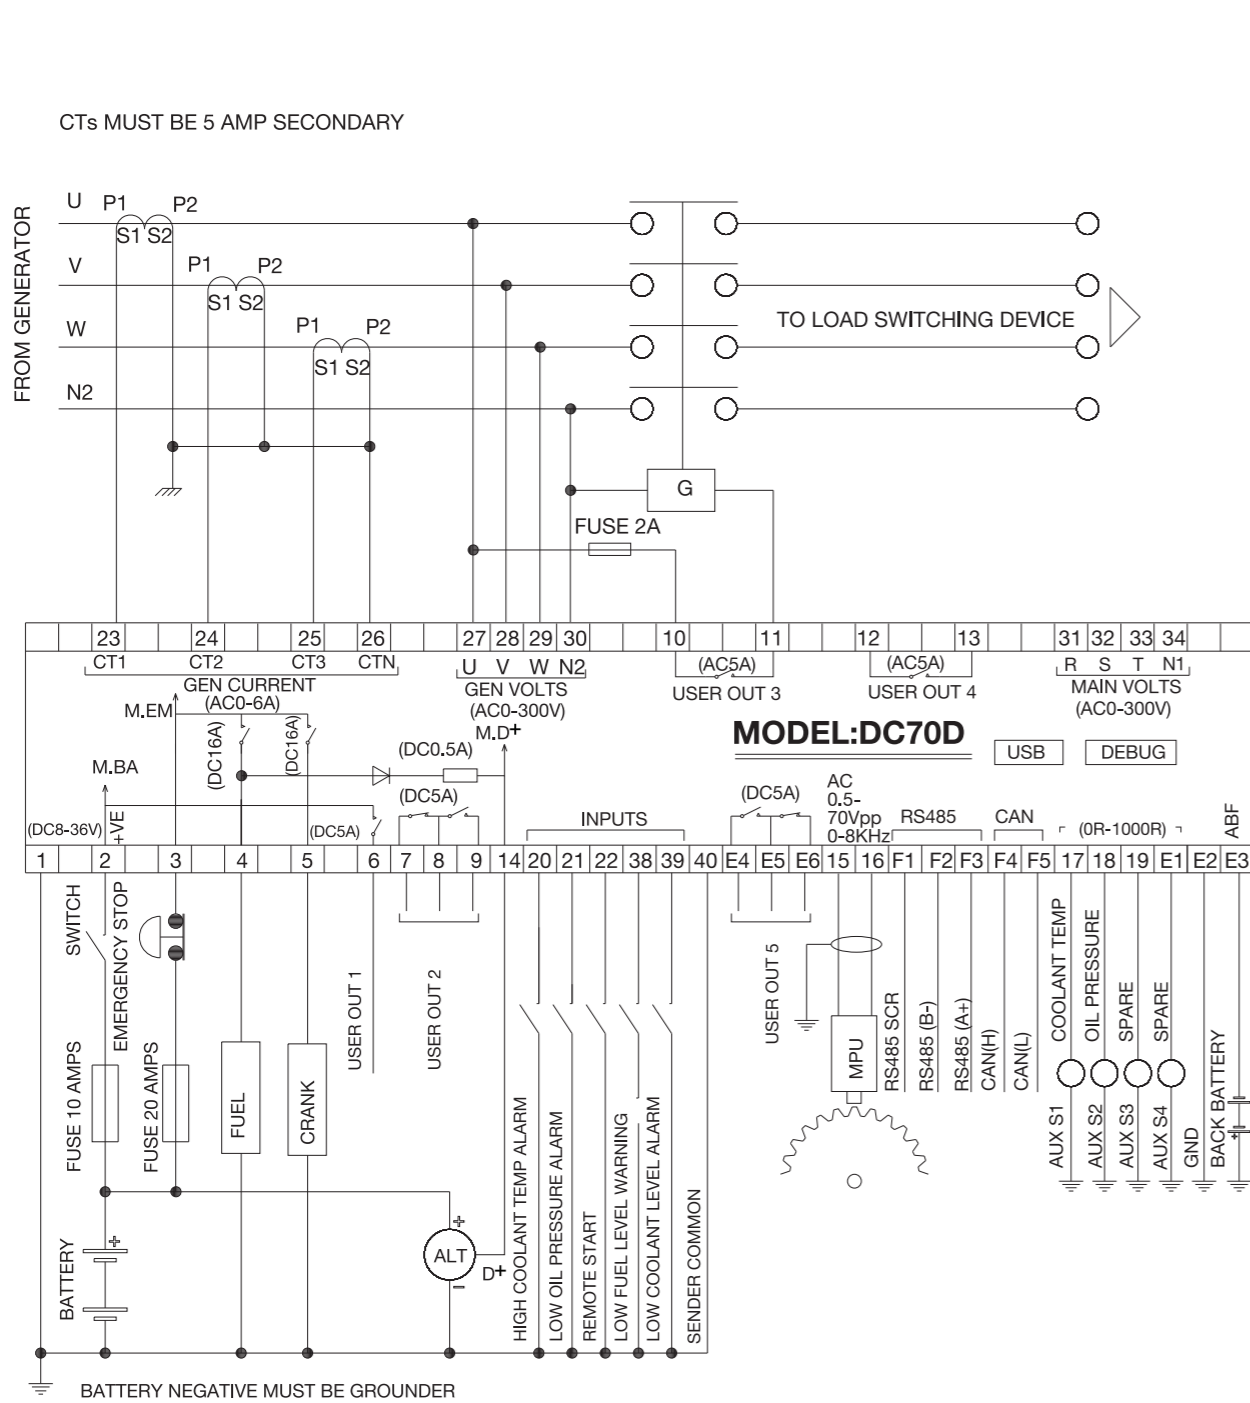 CTs MUST BE 5 AMP SECONDARY
FROM GENERATOR
U P1 P2
S1 S2
V P1 P2
S1 S2
W P1 P2
S1 S2
N2
TO LOAD SWITCHING DEVICE
G
FUSE 2A
23 24 25 26 27 28 29 30 10 11 12 13 31 32 33 34
CT1 CT2 CT3 CTN U V W N2 (AC5A) (AC5A) R S T N1
GEN CURRENT
(AC0-6A)
GEN VOLTS
(AC0-300V)
USER OUT 3
USER OUT 4
MAIN VOLTS
(AC0-300V)
M.EM
(DC16A)
(DC16A)
M.D+
(DC0.5A)
MODEL:DC70D
USB
DEBUG
M.BA
(DC8-36V)
+VE
(DC5A)
(DC5A)
INPUTS
(DC5A)
AC
0.5-
70Vpp
0-8KHz
RS485
CAN
(0R-1000R)
ABF
1 2 3 4 5 6 7 8 9 14 20 21 22 38 39 40 E4 E5 E6 15 16 F1 F2 F3 F4 F5 17 18 19 E1 E2 E3
SWITCH
EMERGENCY STOP
FUSE 10 AMPS
FUSE 20 AMPS
FUEL
CRANK
USER OUT 1
USER OUT 2
USER OUT 5
MPU
RS485 SCR
RS485 (B-)
RS485 (A+)
CAN(H)
CAN(L)
COOLANT TEMP
OIL PRESSURE
SPARE
SPARE
AUX S1
AUX S2
AUX S3
AUX S4
GND
BACK BATTERY
+
BATTERY
+
+
ALT
D+
−
HIGH COOLANT TEMP ALARM
LOW OIL PRESSURE ALARM
REMOTE START
LOW FUEL LEVEL WARNING
LOW COOLANT LEVEL ALARM
SENDER COMMON
BATTERY NEGATIVE MUST BE GROUNDER